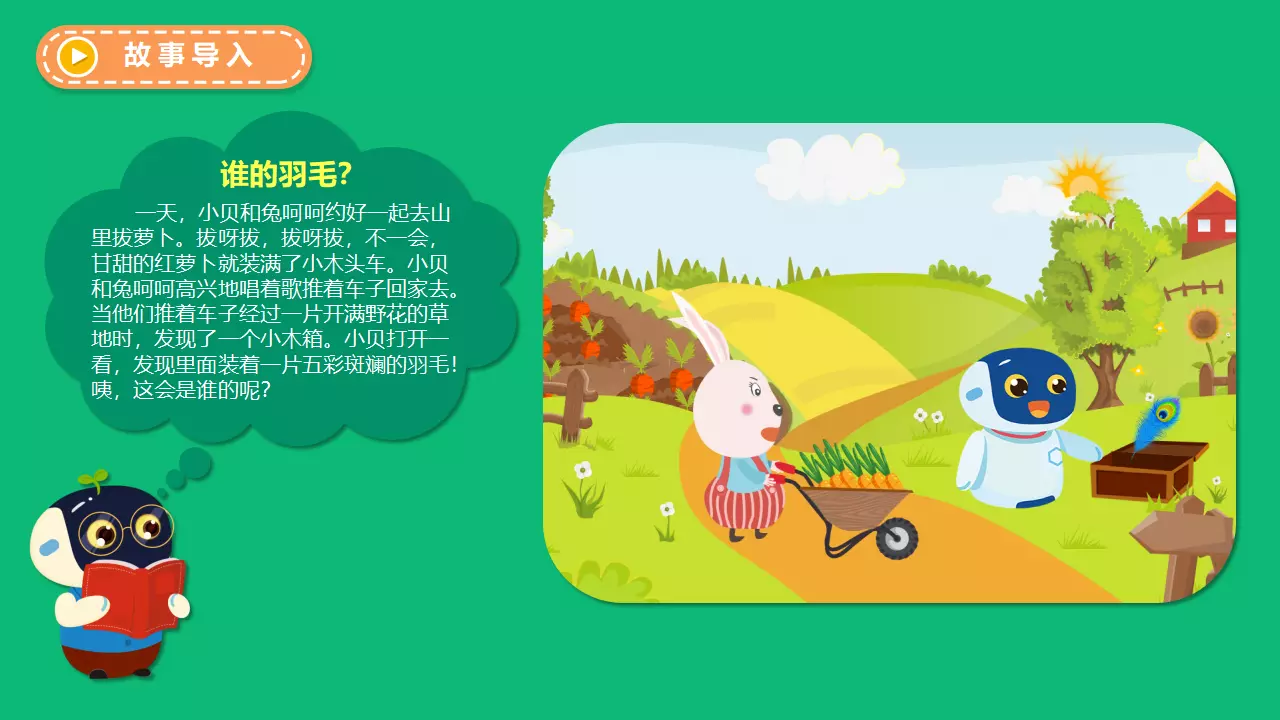 故事导入
谁的羽毛?
一天，小贝和兔呵呵约好一起去山
里拔萝卜。拔呀拔，拔呀拔，不一会，
甘甜的红萝卜就装满了小木头车。小贝
和兔呵呵高兴地唱着歌推着车子回家去。
当他们推着车子经过一片开满野花的草
地时，发现了一个小木箱。小贝打开一
看，发现里面装着一片五彩斑斓的羽毛!
咦，这会是谁的呢?